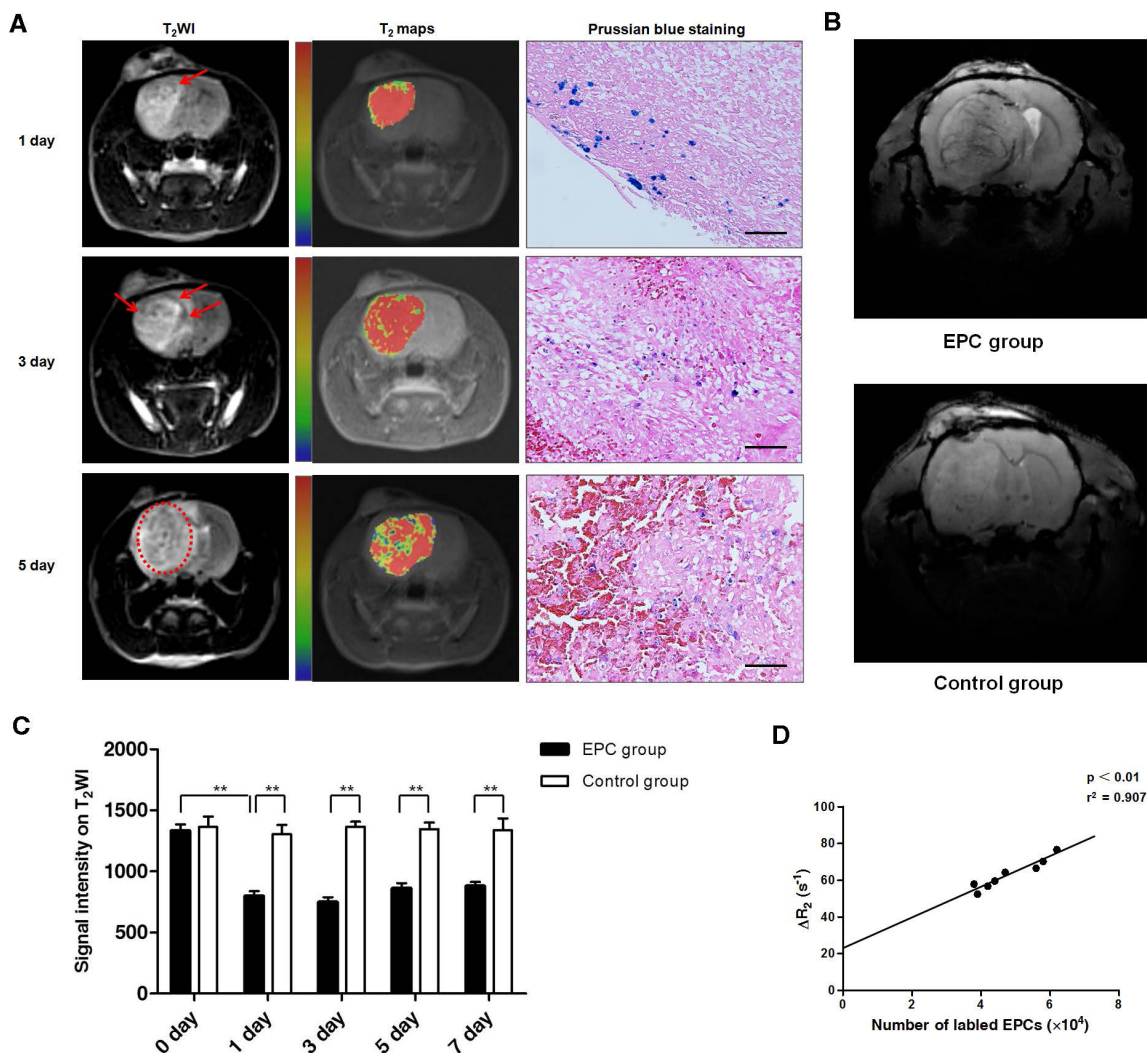 A
T₂WI
T₂ maps
Prussian blue staining
B
1 day
3 day
5 day
EPC group
Control group
C
Signal intensity on T₂WI
2000
1500
1000
500
0
** ** ** ** **
0 day
1 day
3 day
5 day
7 day
EPC group
Control group
D
p < 0.01
r² = 0.907
ΔR₂ (s⁻¹)
100
80
60
40
20
0
0 2 4 6 8
Number of labled EPCs (×10⁴)